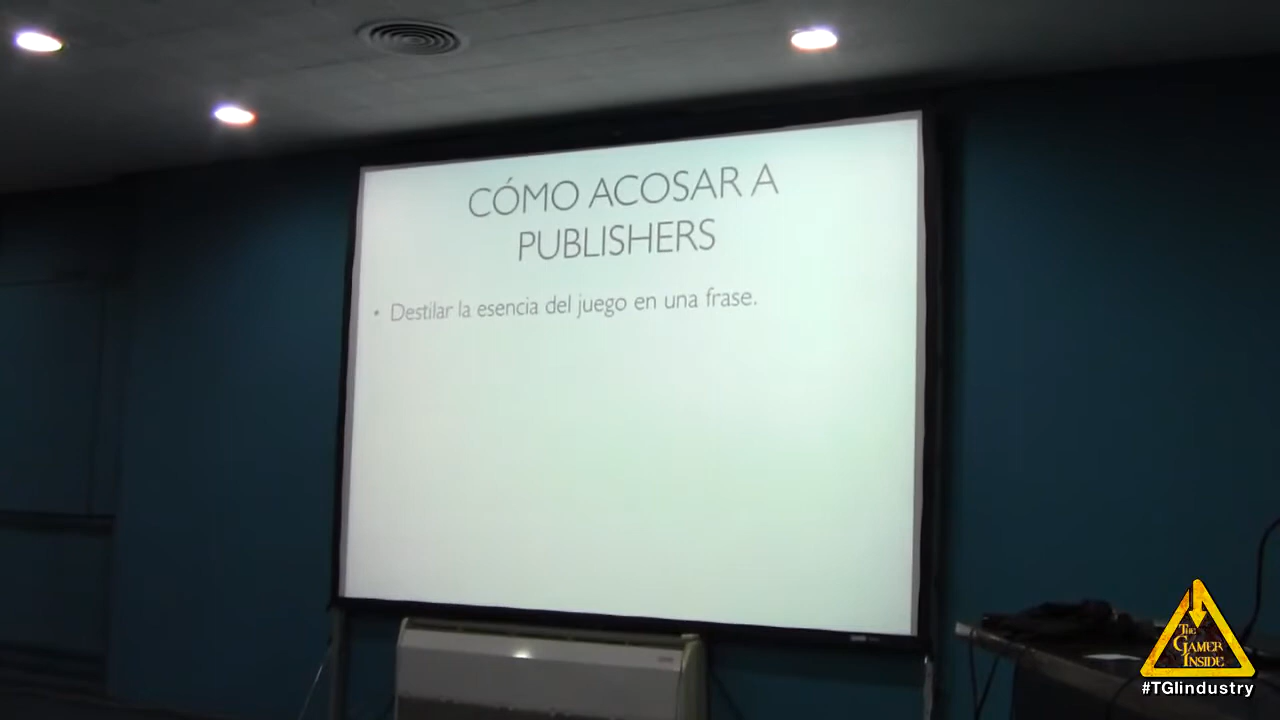 CÓMO ACOSAR A
PUBLISHERS
• Destilar la esencia del juego en una frase.
THE
GAMER
INSIDE
#TGIindustry